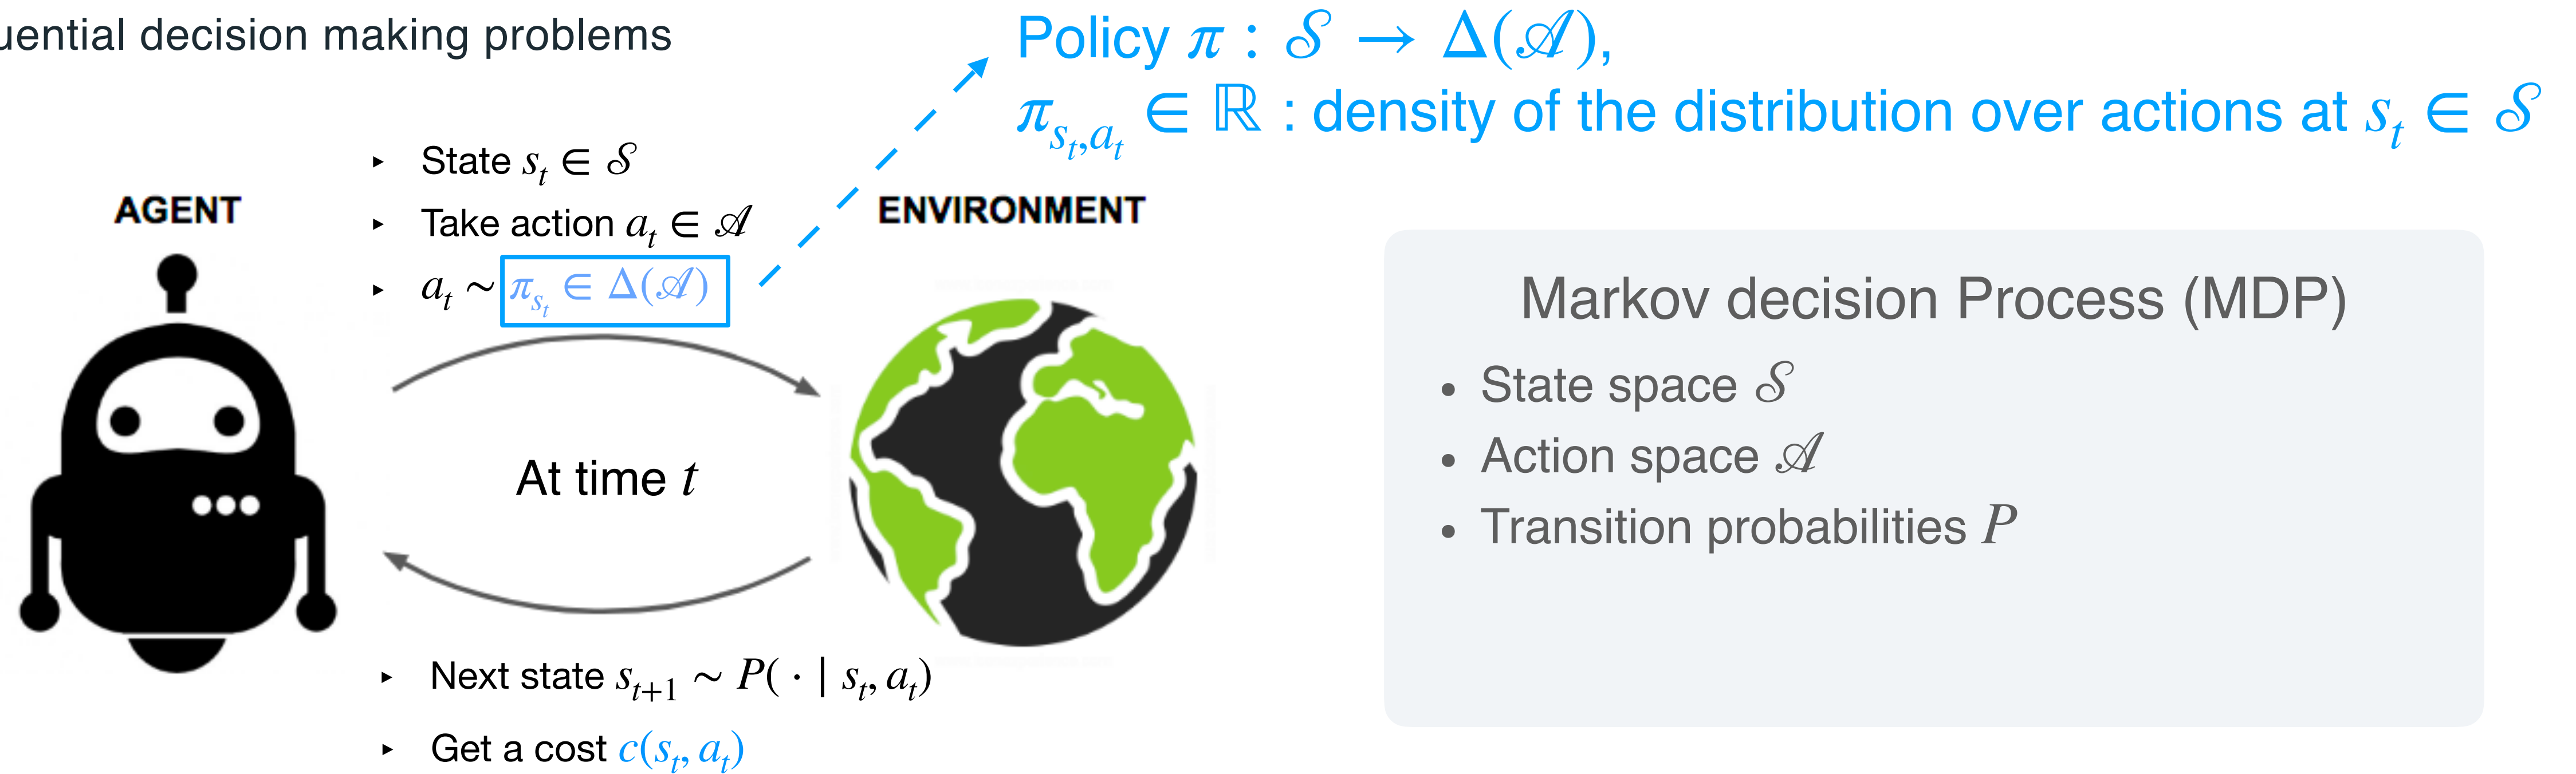 uential decision making problems
Policy π : 𝒮 → Δ(𝒜),
π_{s_t,a_t} ∈ ℝ : density of the distribution over actions at s_t ∈ 𝒮
‣ State s_t ∈ 𝒮
‣ Take action a_t ∈ 𝒜
‣ a_t ∼ π_{s_t} ∈ Δ(𝒜)
AGENT
ENVIRONMENT
At time t
‣ Next state s_{t+1} ∼ P( · | s_t, a_t)
‣ Get a cost c(s_t, a_t)
Markov decision Process (MDP)
• State space 𝒮
• Action space 𝒜
• Transition probabilities P